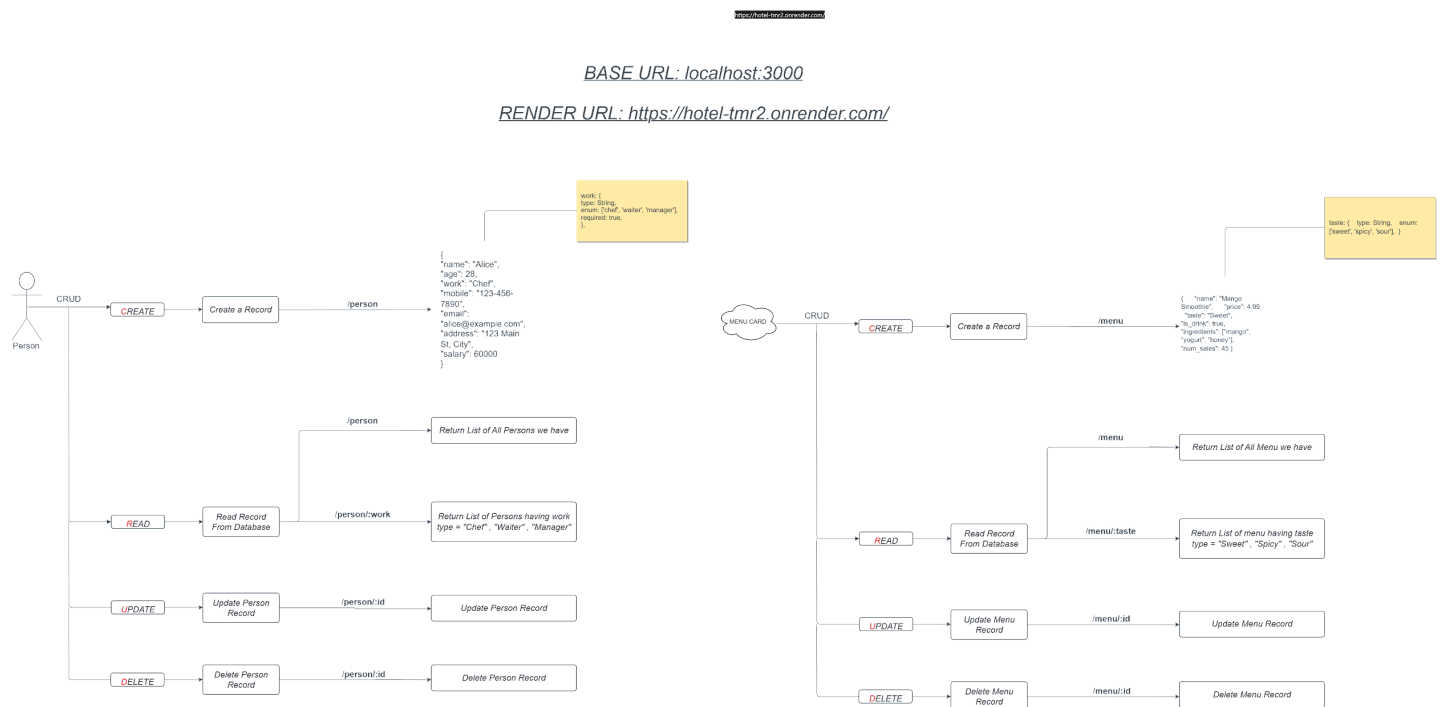 https://hotel-tmr2.onrender.com/
BASE URL: localhost:3000
RENDER URL: https://hotel-tmr2.onrender.com/
work: {
type: String,
enum: ['chef', 'waiter', 'manager'],
required: true,
},
{
"name": "Alice",
"age": 28,
"work": "Chef",
"mobile": "123-456-
7890",
"email":
"alice@example.com",
"address": "123 Main
St, City",
"salary": 60000
}
Person
CRUD
CREATE
Create a Record
/person
READ
Read Record
From Database
/person
Return List of All Persons we have
/person/:work
Return List of Persons having work
type = "Chef" , "Waiter" , "Manager"
UPDATE
Update Person
Record
/person/:id
Update Person Record
DELETE
Delete Person
Record
/person/:id
Delete Person Record
taste: { type: String, enum:
['sweet', 'spicy', 'sour'], }
{ "name": "Mango
Smoothie", "price": 4.99,
"taste": "Sweet",
"is_drink": true,
"ingredients": ["mango",
"yogurt", "honey"],
"num_sales": 45 }
MENU CARD
CRUD
CREATE
Create a Record
/menu
READ
Read Record
From Database
/menu
Return List of All Menu we have
/menu/:taste
Return List of menu having taste
type = "Sweet" , "Spicy" , "Sour"
UPDATE
Update Menu
Record
/menu/:id
Update Menu Record
DELETE
Delete Menu
Record
/menu/:id
Delete Menu Record